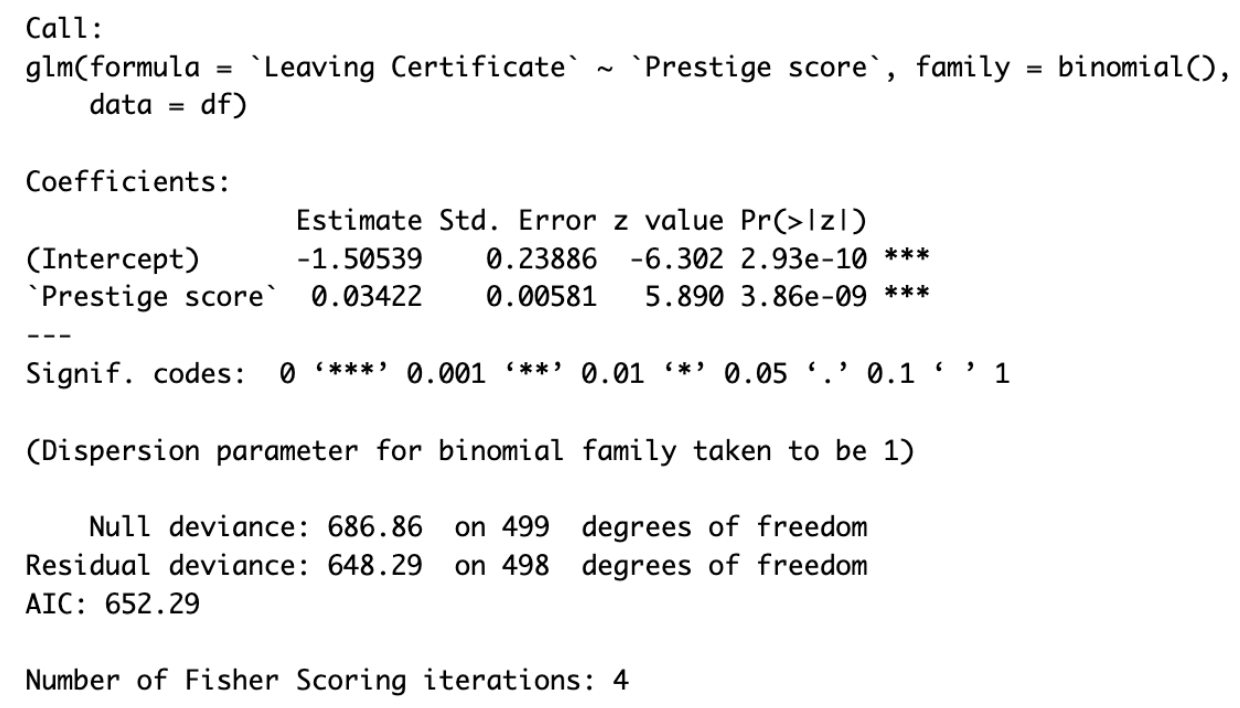 Call:
glm(formula = `Leaving Certificate` ~ `Prestige score`, family = binomial(),
    data = df)

Coefficients:
                 Estimate Std. Error z value Pr(>|z|)
(Intercept)      -1.50539    0.23886  -6.302 2.93e-10 ***
`Prestige score`  0.03422    0.00581   5.890 3.86e-09 ***
---
Signif. codes:  0 ‘***’ 0.001 ‘**’ 0.01 ‘*’ 0.05 ‘.’ 0.1 ‘ ’ 1

(Dispersion parameter for binomial family taken to be 1)

    Null deviance: 686.86  on 499  degrees of freedom
Residual deviance: 648.29  on 498  degrees of freedom
AIC: 652.29

Number of Fisher Scoring iterations: 4